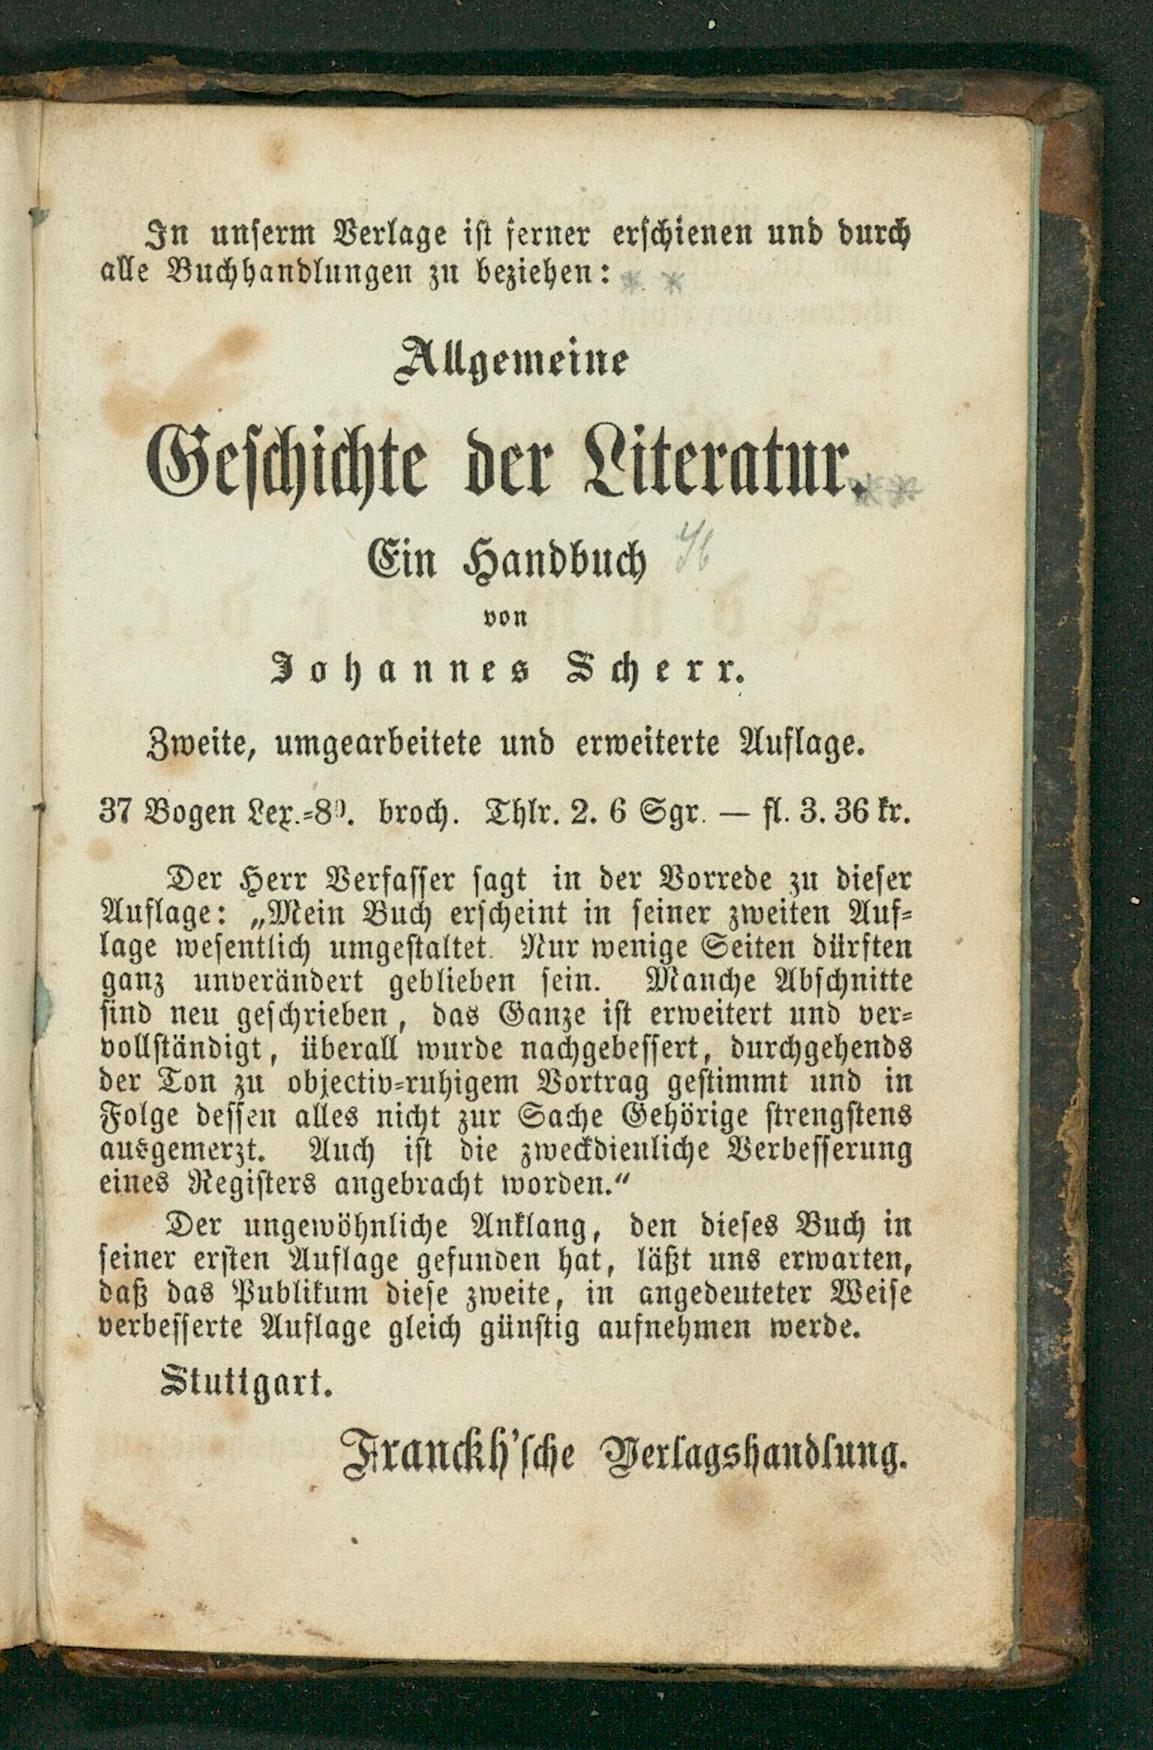 In unserm Verlage ist ferner erschienen und durch
alle Buchhandlungen zu beziehen:
Allgemeine
Geschichte der Literatur.
Ein Handbuch
von
Johannes Scherr.
Zweite, umgearbeitete und erweiterte Auflage.
37 Bogen Lex.=8⁰. broch. Thlr. 2. 6 Sgr. — fl. 3. 36 kr.
Der Herr Verfasser sagt in der Vorrede zu dieser
Auflage: „Mein Buch erscheint in seiner zweiten Auf=
lage wesentlich umgestaltet. Nur wenige Seiten dürften
ganz unverändert geblieben sein. Manche Abschnitte
sind neu geschrieben, das Ganze ist erweitert und ver=
vollständigt, überall wurde nachgebessert, durchgehends
der Ton zu objectiv=ruhigem Vortrag gestimmt und in
Folge dessen alles nicht zur Sache Gehörige strengstens
ausgemerzt. Auch ist die zweckdienliche Verbesserung
eines Registers angebracht worden.“
Der ungewöhnliche Anklang, den dieses Buch in
seiner ersten Auflage gefunden hat, läßt uns erwarten,
daß das Publikum diese zweite, in angedeuteter Weise
verbesserte Auflage gleich günstig aufnehmen werde.
Stuttgart.
Franckh'sche Verlagshandlung.